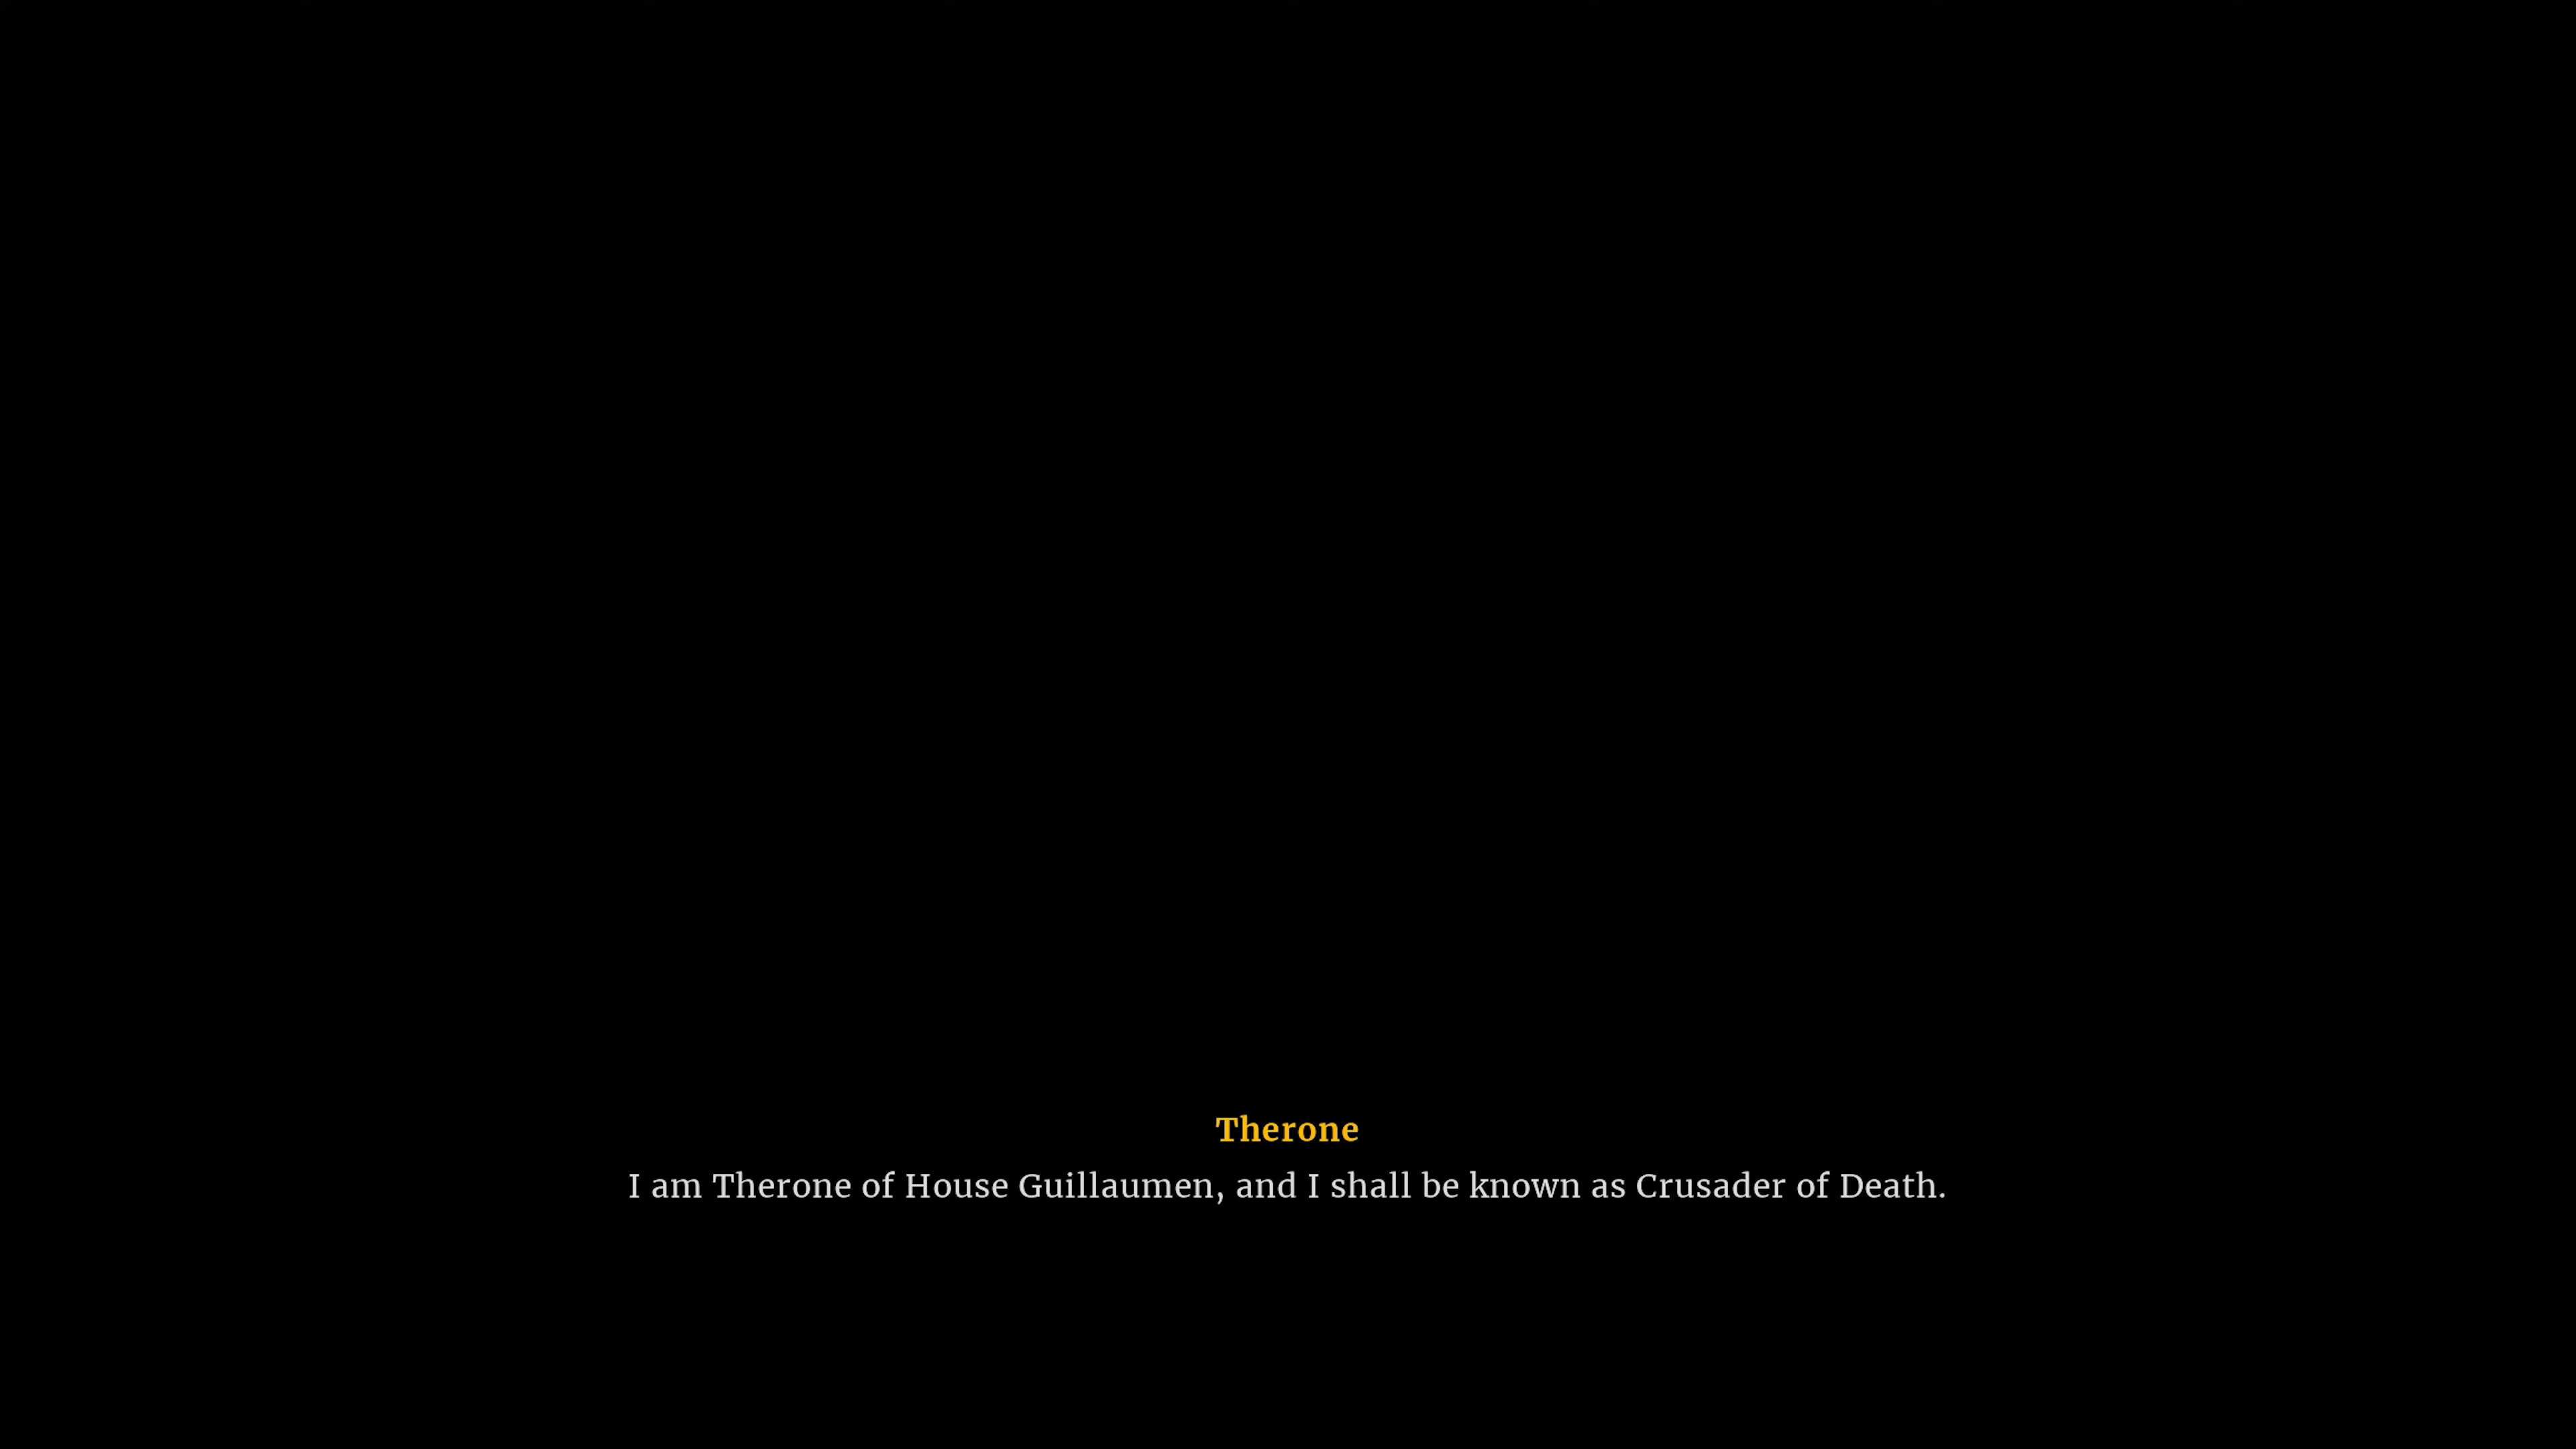 Therone
I am Therone of House Guillaumen, and I shall be known as Crusader of Death.